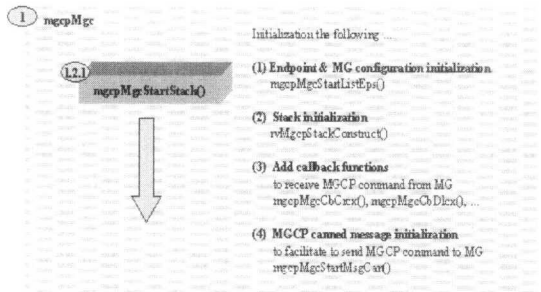 1 mgcpMgc
Initialization the following ...
(1) Endpoint & MG configuration initialization
mgcpMgcStartListEps()
1.2.1
mgcpMgcStartStack()
(2) Stack initialization
rvMgcpStackConstruct()
(3) Add callback functions
to receive MGCP command from MG
mgcpMgcCbCrcx(), mgcpMgcCbDlcx(), ...
(4) MGCP canned message initialization
to facilitate to send MGCP command to MG
mgcpMgcStartMsgCan()